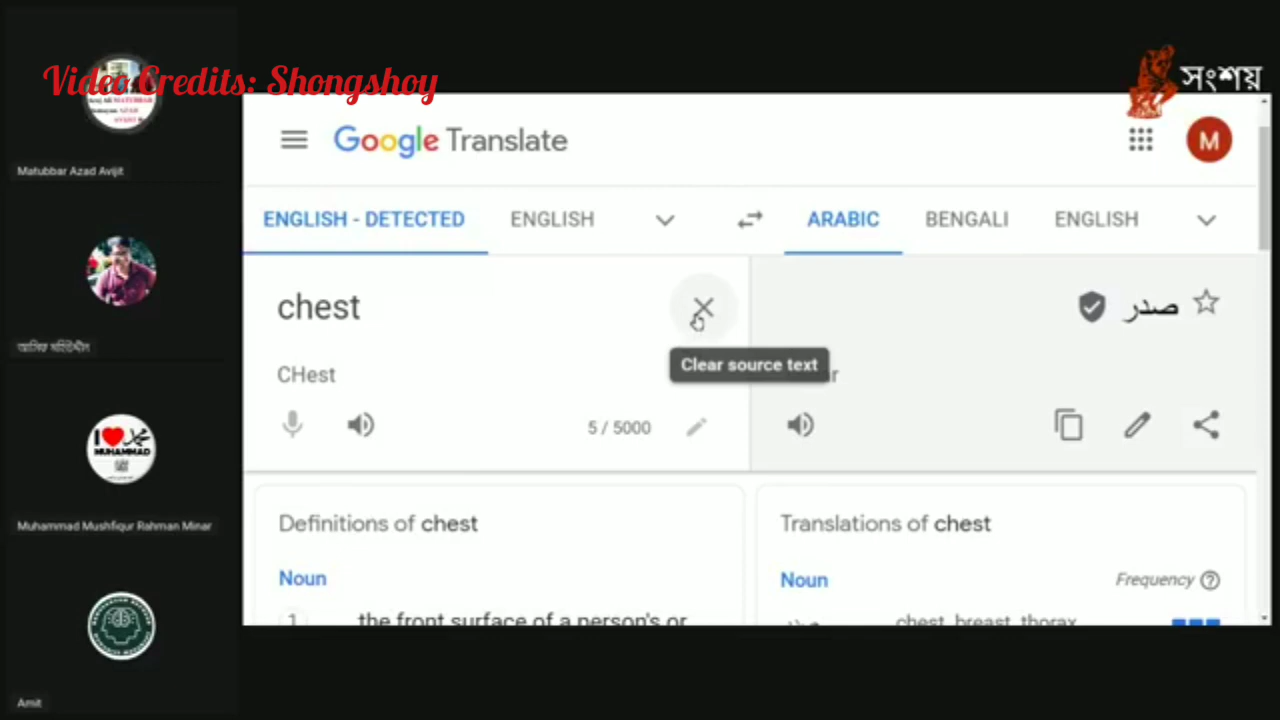 Video Credits: Shongshoy
সংশয়
Matubbar Azad Avijit
Muhammad Mushfiqur Rahman Minar
Amit
I
MUHAMMAD
Google Translate
M
ENGLISH - DETECTED
ENGLISH
ARABIC
BENGALI
ENGLISH
chest
صدر
Clear source text
CHest
r
5 / 5000
Definitions of chest
Translations of chest
Noun
Noun
Frequency
1
the front surface of a person's or
chest, breast, thorax